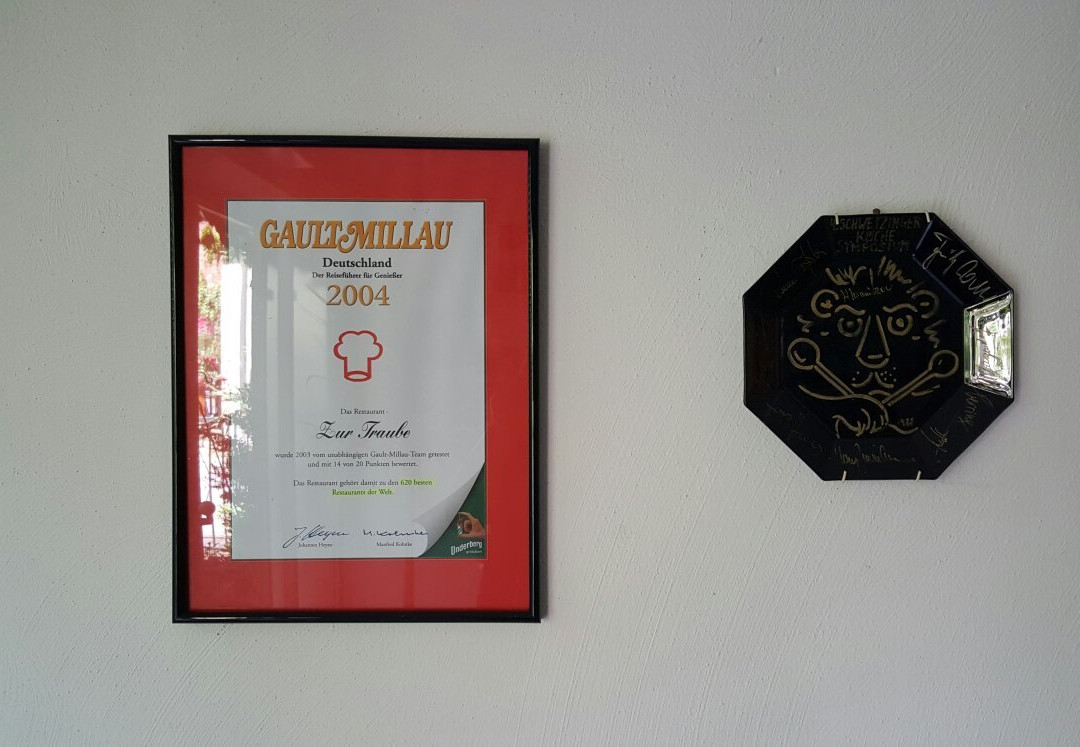 GAULT MILLAU
Deutschland
Der Reiseführer für Genießer
2004
Das Restaurant
Zur Traube
wurde 2003 vom unabhängigen Gault-Millau-Team getestet
und mit 14 von 20 Punkten bewertet.
Das Restaurant gehört damit zu den 620 besten
Restaurants der Welt.
Johannes Heyne
Manfred Kohnke
Underberg
SCHWETZINGER
KÖCHE